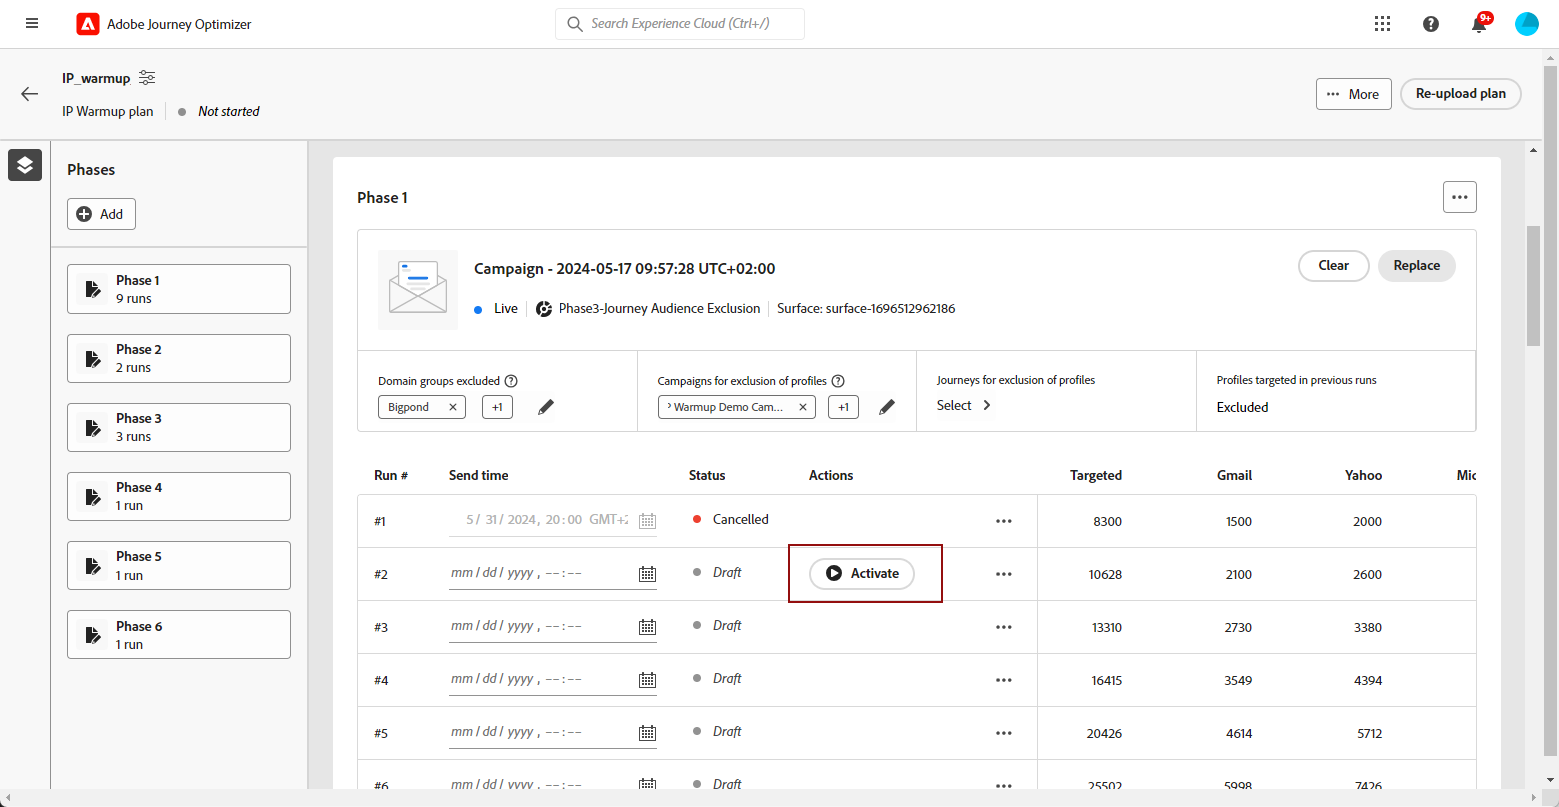 Adobe Journey Optimizer
Search Experience Cloud (Ctrl+/)
9+
IP_warmup
IP Warmup plan
Not started
More
Re-upload plan
Phases
Add
Phase 1
9 runs
Phase 2
2 runs
Phase 3
3 runs
Phase 4
1 run
Phase 5
1 run
Phase 6
1 run
Phase 1
Campaign - 2024-05-17 09:57:28 UTC+02:00
Clear
Replace
Live
Phase3-Journey Audience Exclusion
Surface: surface-1696512962186
Domain groups excluded
Campaigns for exclusion of profiles
Journeys for exclusion of profiles
Profiles targeted in previous runs
Bigpond
+1
Warmup Demo Cam...
+1
Select
Excluded
Run # Send time Status Actions Targeted Gmail Yahoo Mic
#1 5/ 31/ 2024, 20:00 GMT+2 Cancelled 8300 1500 2000
#2 mm/dd/yyyy, --:-- Draft Activate 10628 2100 2600
#3 mm/dd/yyyy, --:-- Draft 13310 2730 3380
#4 mm/dd/yyyy, --:-- Draft 16415 3549 4394
#5 mm/dd/yyyy, --:-- Draft 20426 4614 5712
#6 mm/dd/yyyy, --:-- Draft 25502 5998 7426